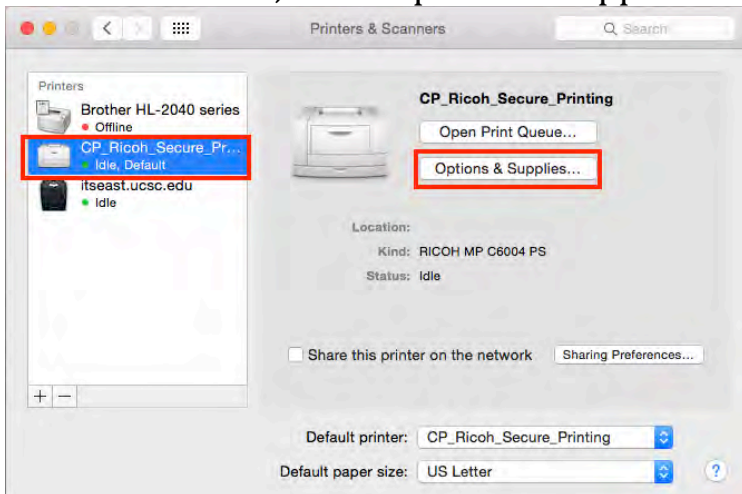 Printers & Scanners
Search
Printers
Brother HL-2040 series
Offline
CP_Ricoh_Secure_Pr...
Idle, Default
itseast.ucsc.edu
Idle
CP_Ricoh_Secure_Printing
Open Print Queue...
Options & Supplies...
Location:
Kind: RICOH MP C6004 PS
Status: Idle
Share this printer on the network
Sharing Preferences...
+ −
Default printer: CP_Ricoh_Secure_Printing
Default paper size: US Letter
?